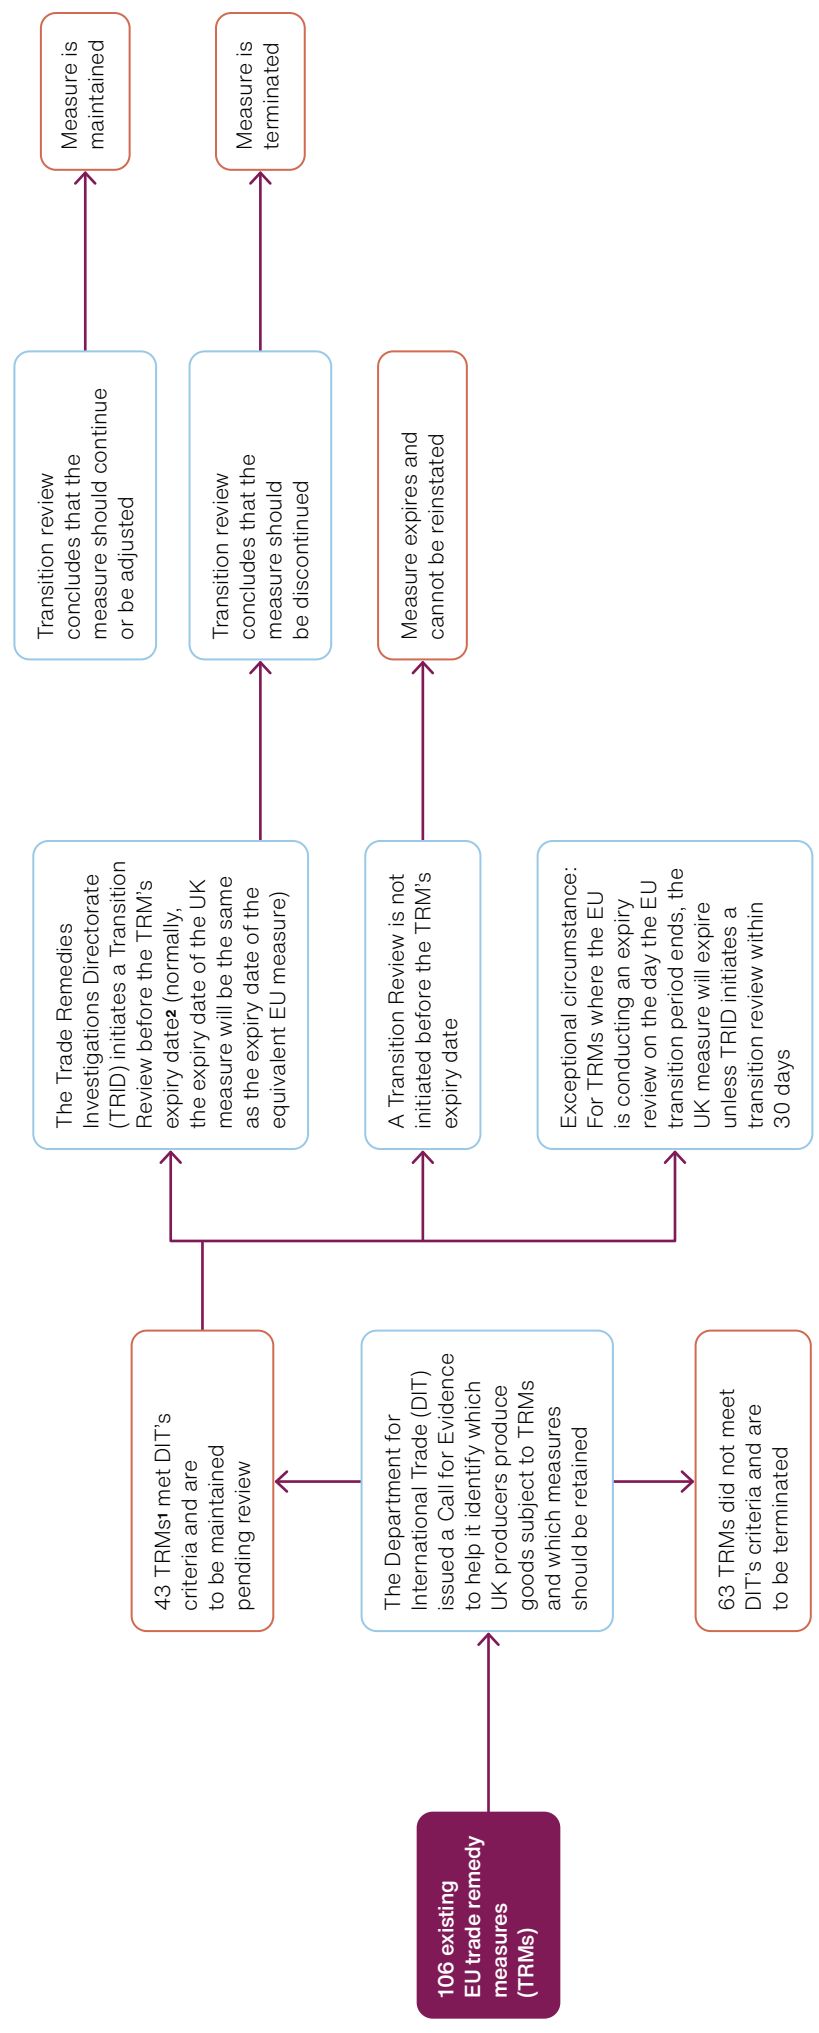 106 existing
EU trade remedy
measures
(TRMs)
43 TRMs¹ met DIT’s
criteria and are
to be maintained
pending review
The Department for
International Trade (DIT)
issued a Call for Evidence
to help it identify which
UK producers produce
goods subject to TRMs
and which measures
should be retained
63 TRMs did not meet
DIT’s criteria and are
to be terminated
The Trade Remedies
Investigations Directorate
(TRID) initiates a Transition
Review before the TRM’s
expiry date² (normally,
the expiry date of the UK
measure will be the same
as the expiry date of the
equivalent EU measure)
A Transition Review is not
initiated before the TRM’s
expiry date
Exceptional circumstance:
For TRMs where the EU
is conducting an expiry
review on the day the EU
transition period ends, the
UK measure will expire
unless TRID initiates a
transition review within
30 days
Transition review
concludes that the
measure should continue
or be adjusted
Transition review
concludes that the
measure should
be discontinued
Measure expires and
cannot be reinstated
Measure is
maintained
Measure is
terminated